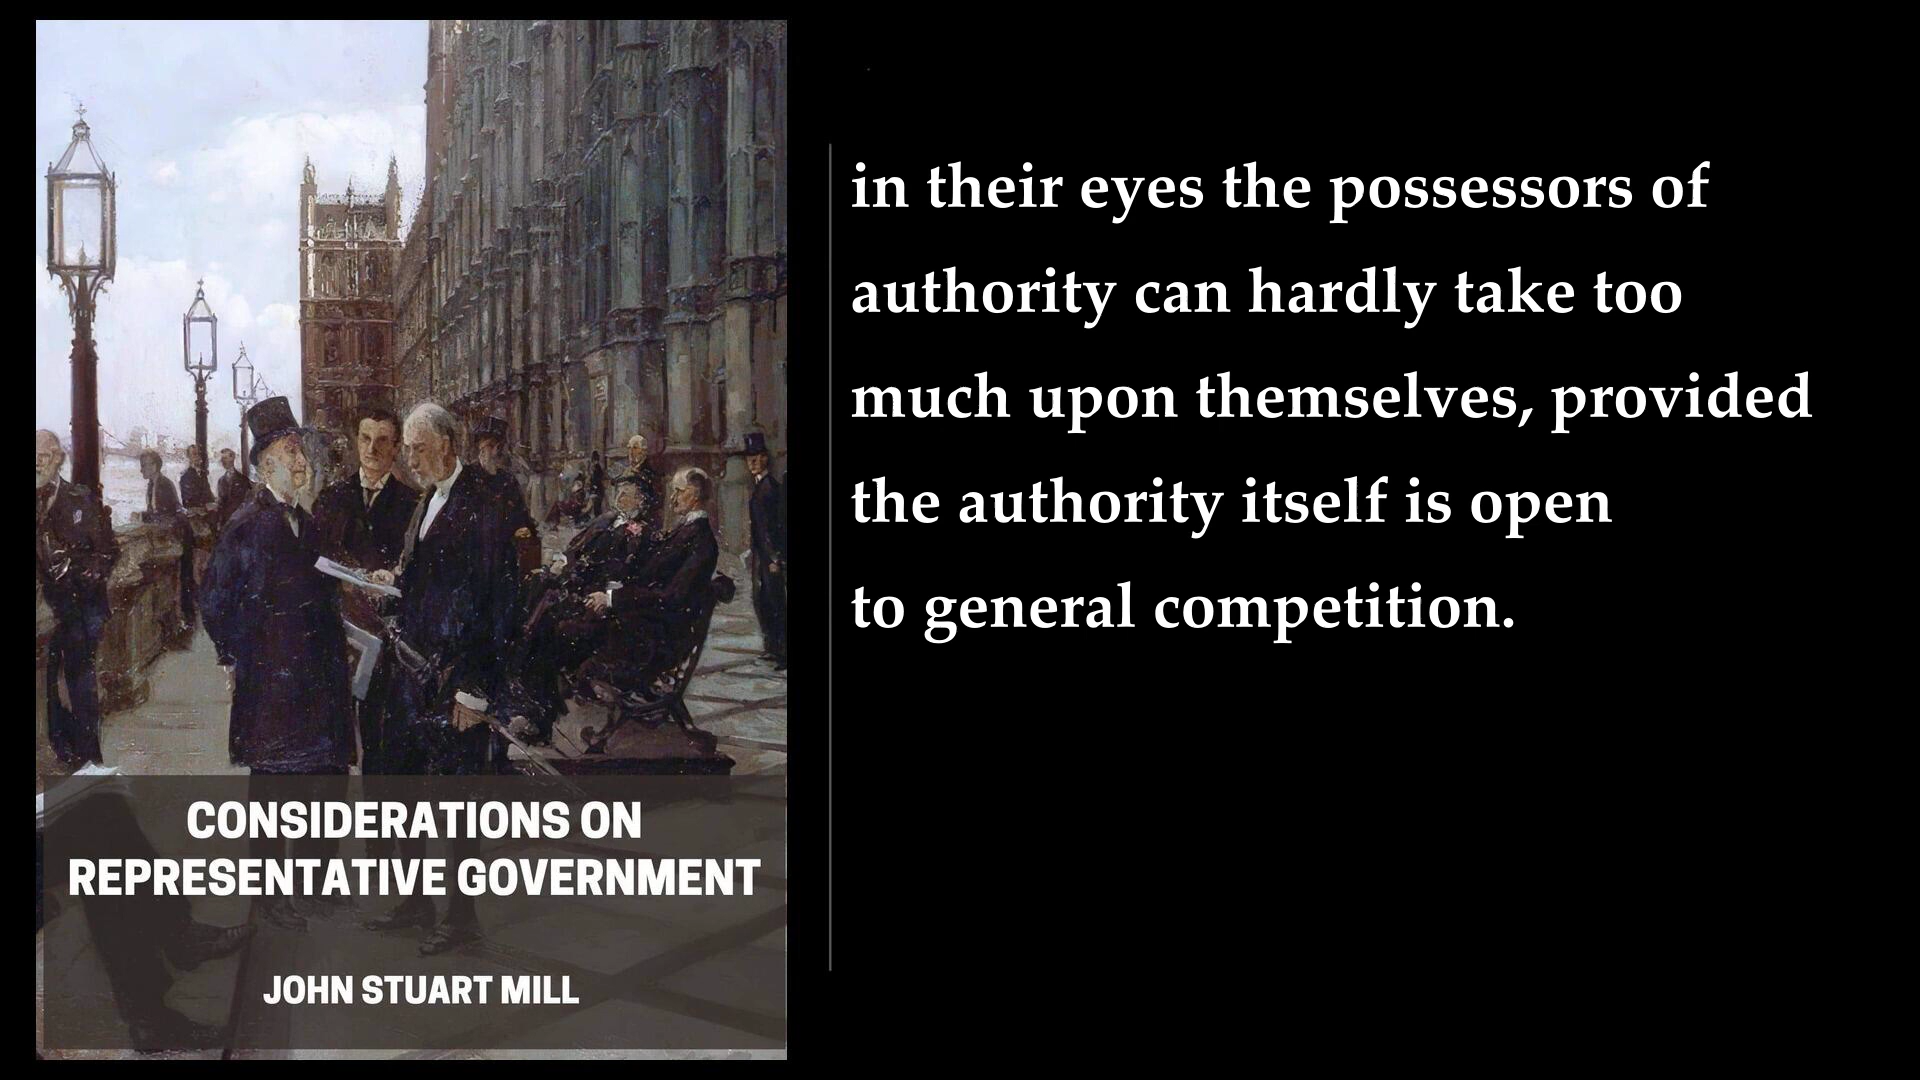 in their eyes the possessors of
authority can hardly take too
much upon themselves, provided
the authority itself is open
to general competition.
CONSIDERATIONS ON
REPRESENTATIVE GOVERNMENT
JOHN STUART MILL